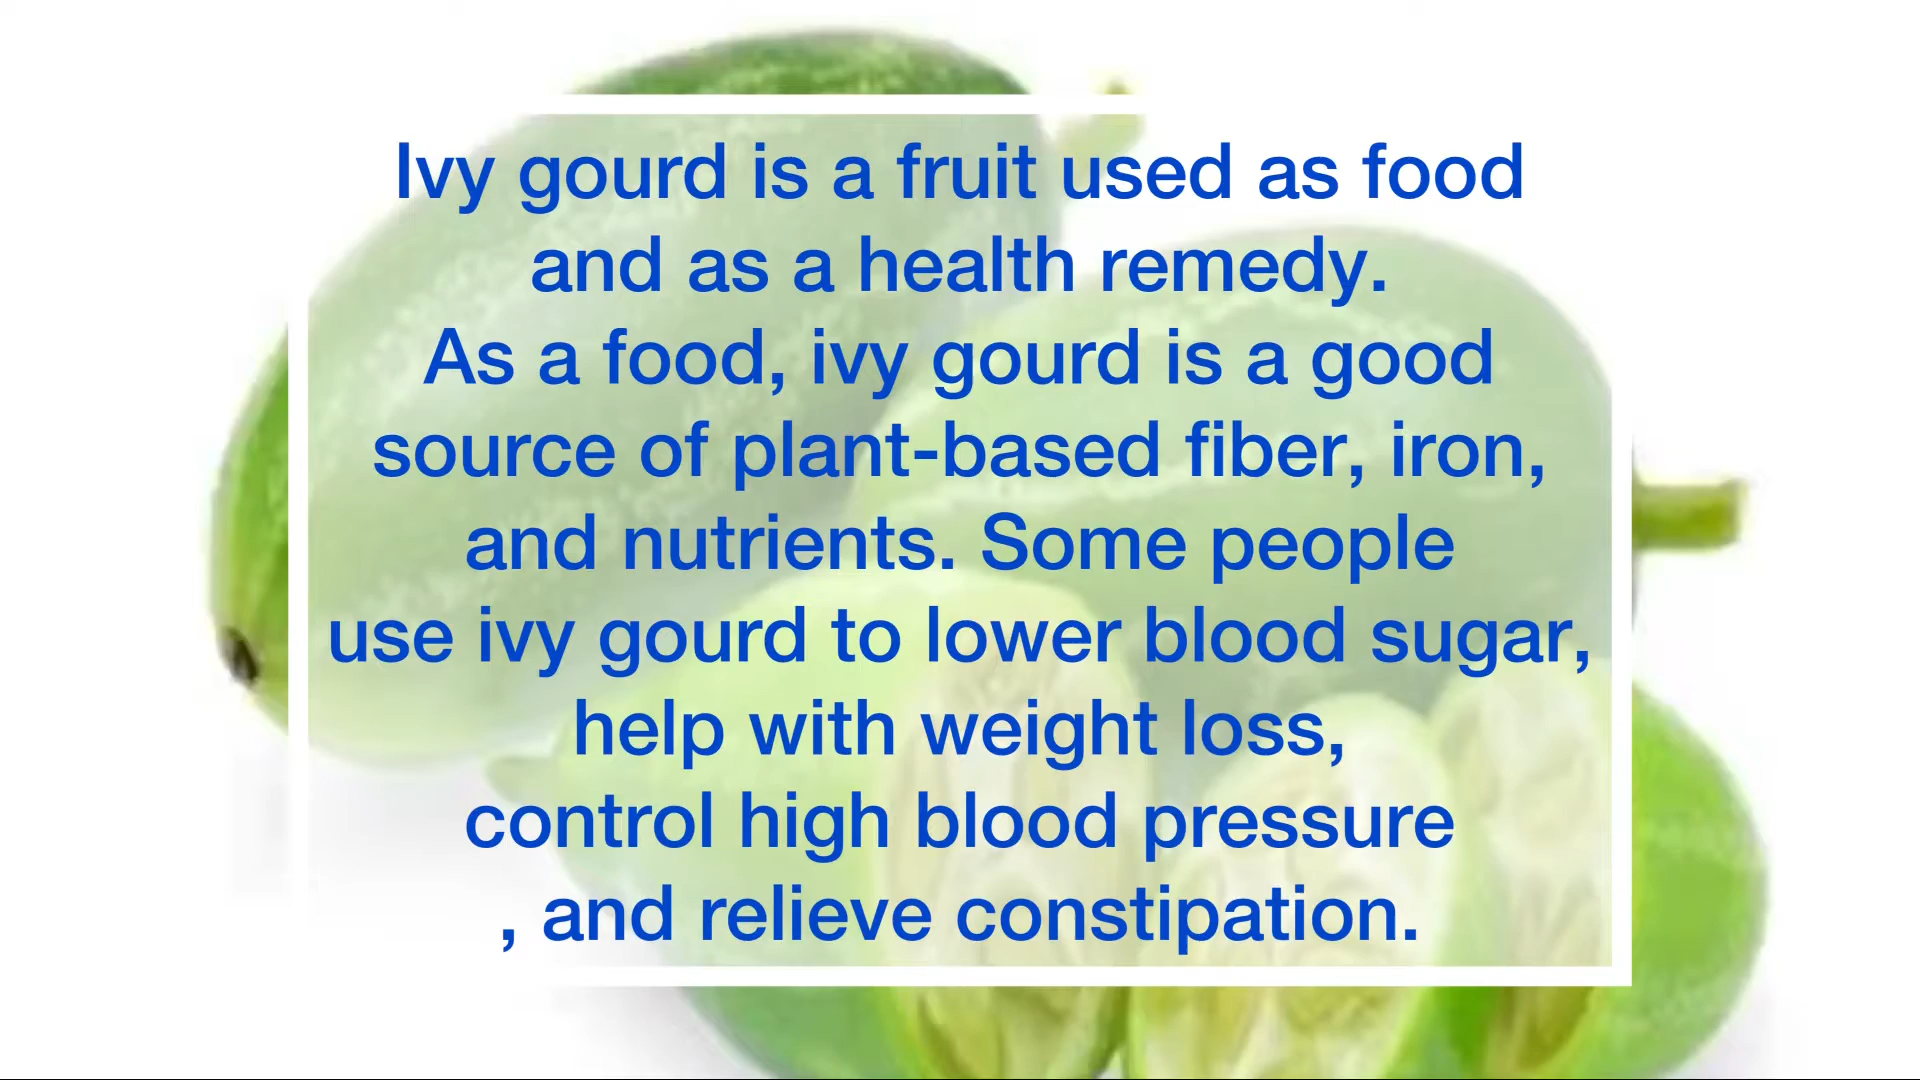 Ivy gourd is a fruit used as food
and as a health remedy.
As a food, ivy gourd is a good
source of plant-based fiber, iron,
and nutrients. Some people
use ivy gourd to lower blood sugar,
help with weight loss,
control high blood pressure
, and relieve constipation.